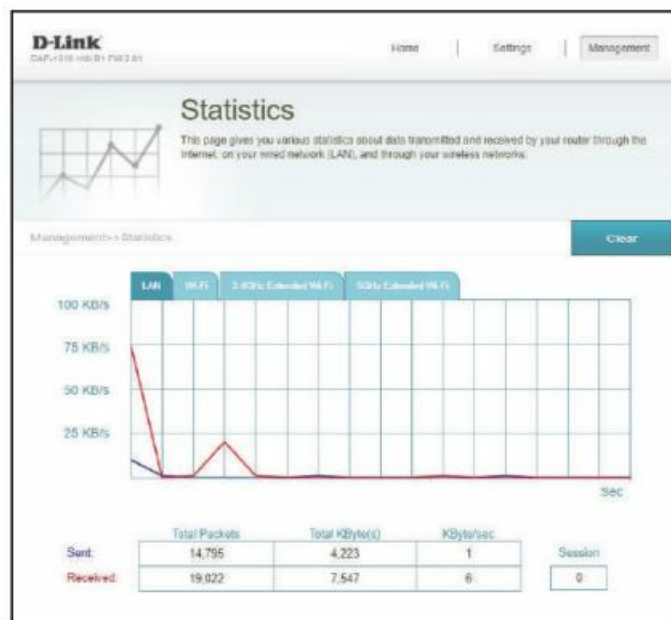 D-Link
Home | Settings | Management
Statistics
This page gives you various statistics about data transmitted and received by your router through the
Internet, on your wired network (LAN), and through your wireless networks.
Management>>Statistics
Clear
LAN Wi-Fi 2.4GHz Extended Wi-Fi 5GHz Extended Wi-Fi
100 KB/s
75 KB/s
50 KB/s
25 KB/s
Sec
Total Packets Total KByte(s) KByte/sec
Sent: 14,795 4,223 1 Session
Received: 19,022 7,547 6 0